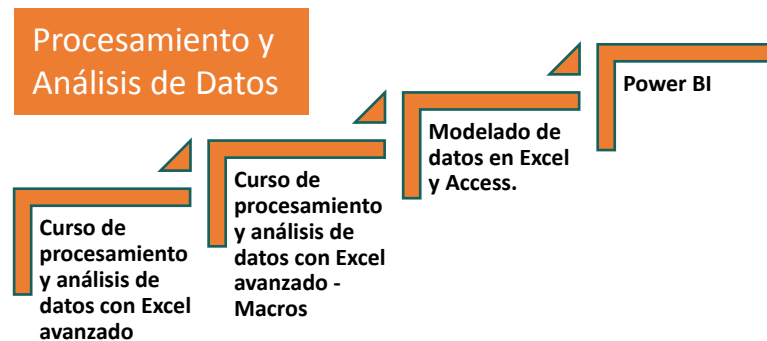 Procesamiento y
Análisis de Datos
Curso de
procesamiento
y análisis de
datos con Excel
avanzado
Curso de
procesamiento
y análisis de
datos con Excel
avanzado -
Macros
Modelado de
datos en Excel
y Access.
Power BI